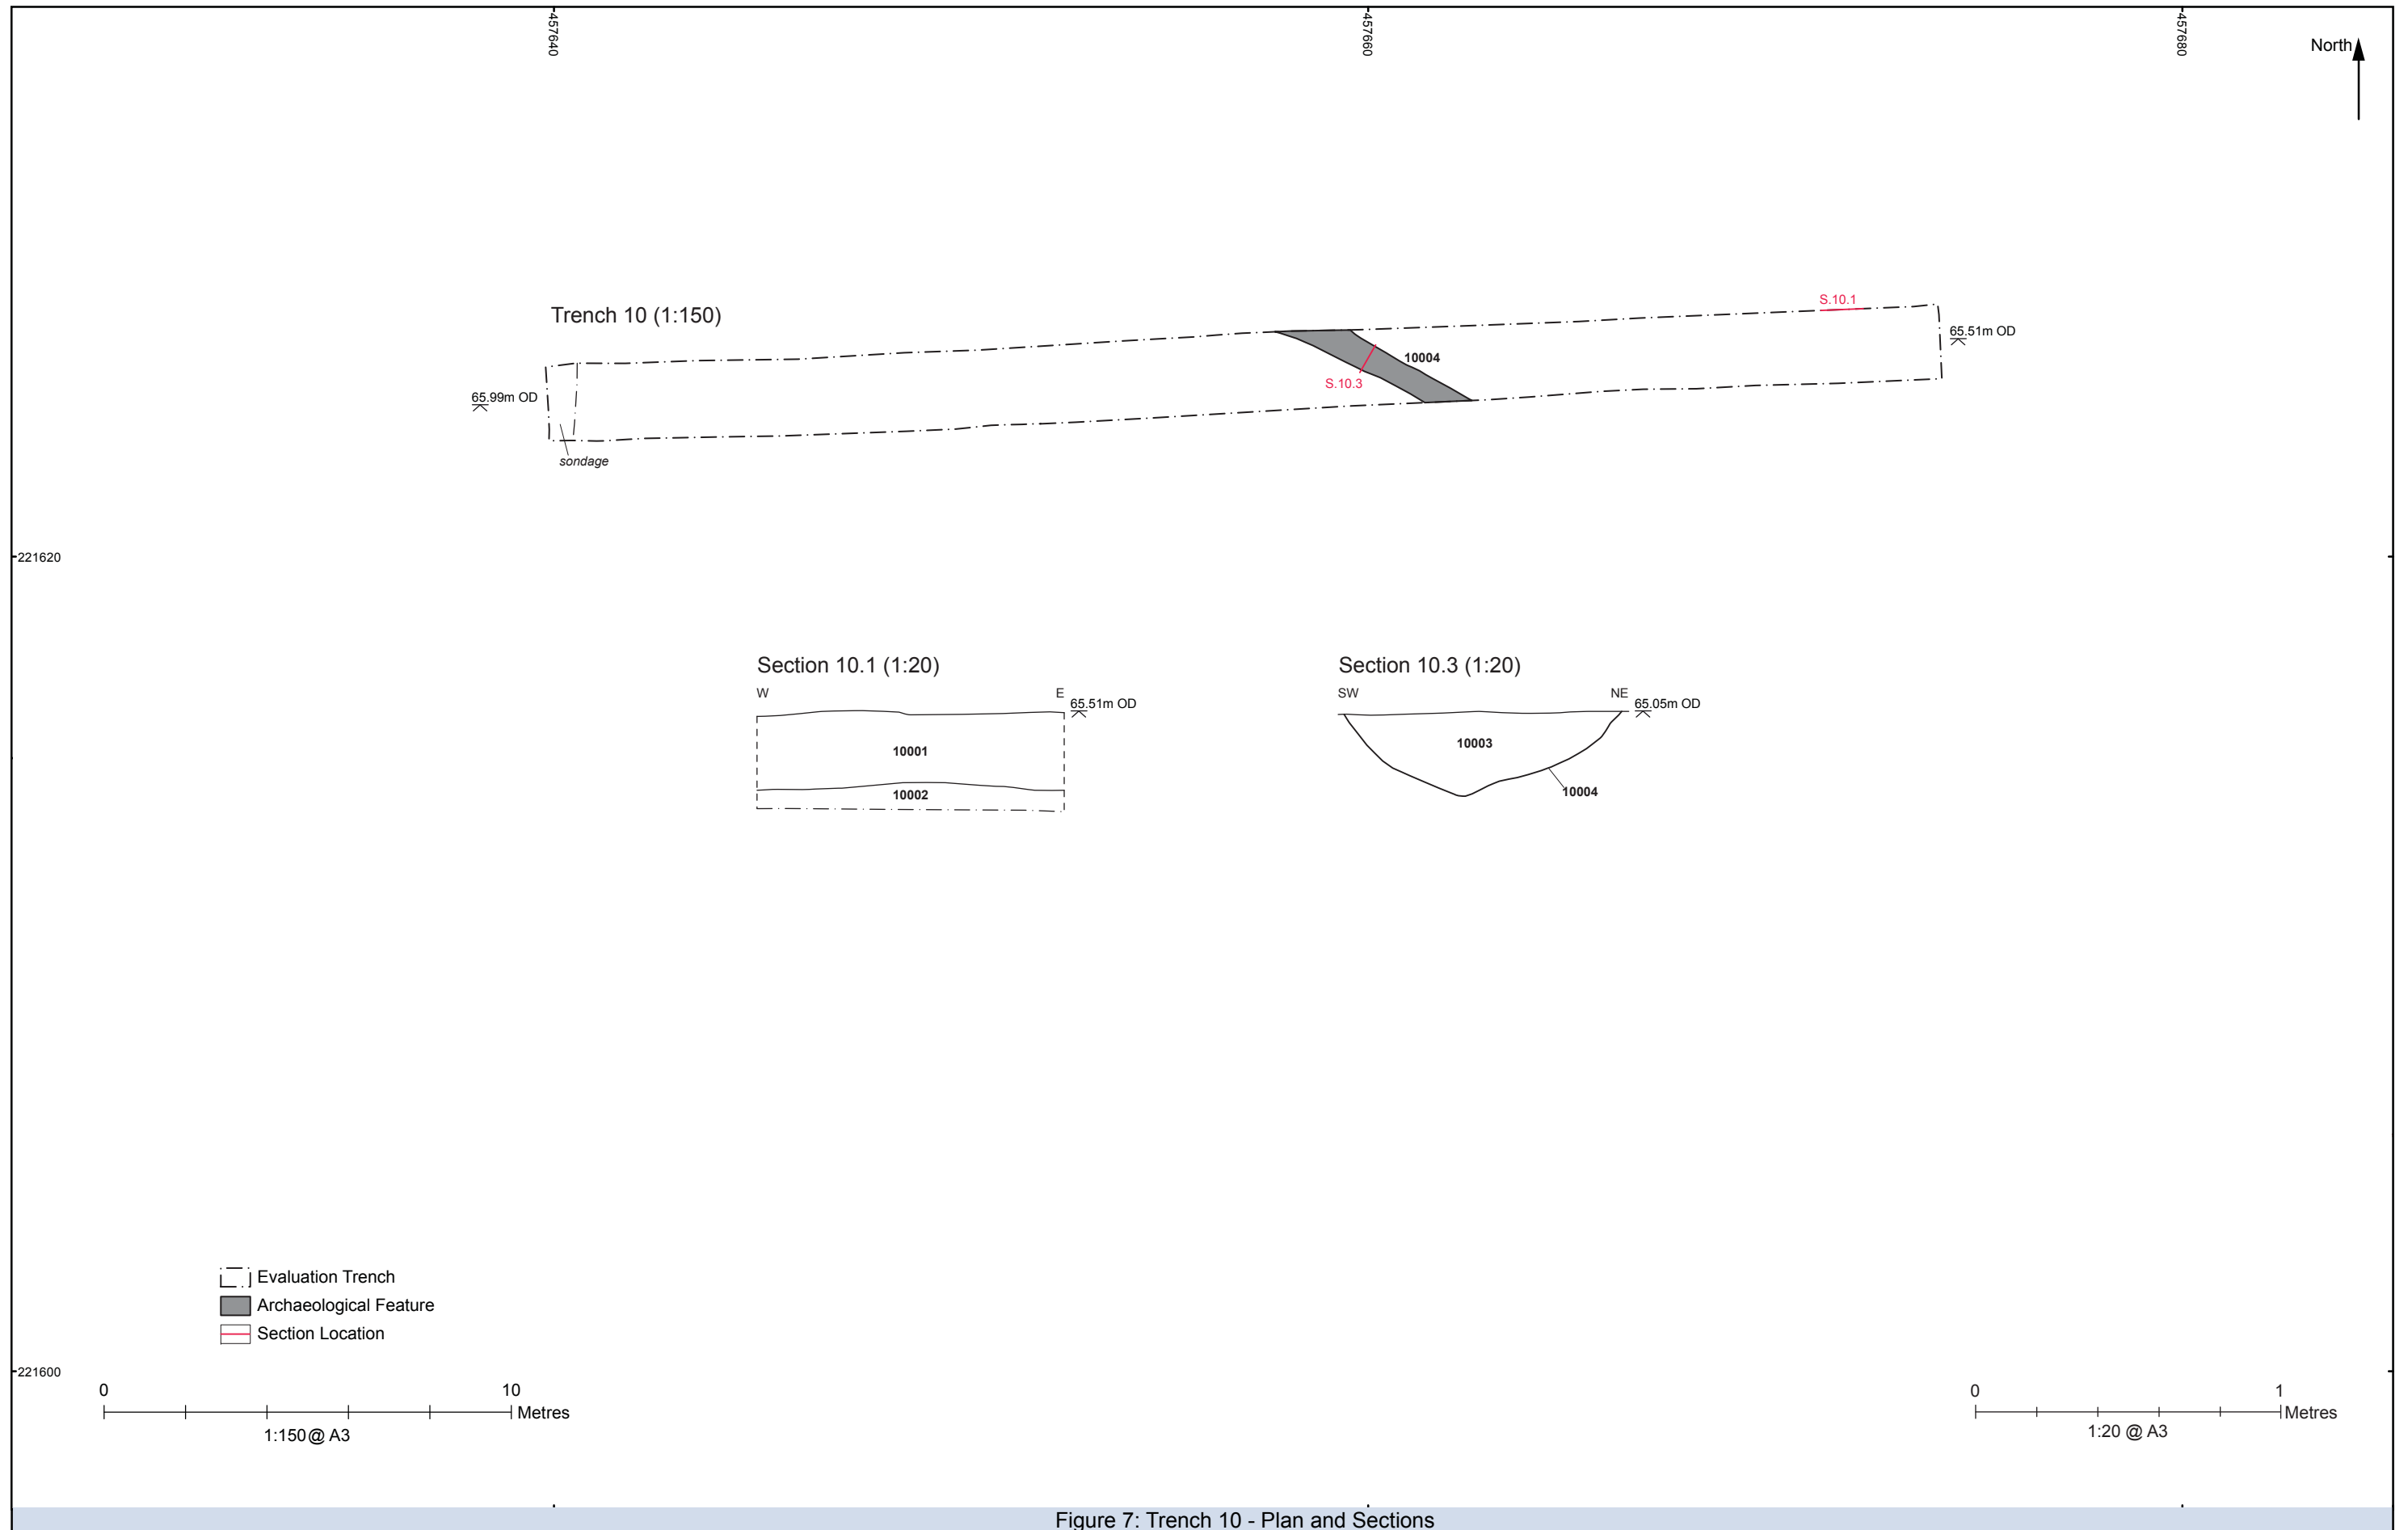 457640
457660
457680
North
Trench 10 (1:150)
S.10.1
65.51m OD
10004
S.10.3
65.99m OD
sondage
221620
Section 10.1 (1:20)
W
E
65.51m OD
10001
10002
Section 10.3 (1:20)
SW
NE
65.05m OD
10003
10004
Evaluation Trench
Archaeological Feature
Section Location
221600
0
10
Metres
1:150@ A3
0
1
Metres
1:20 @ A3
Figure 7: Trench 10 - Plan and Sections